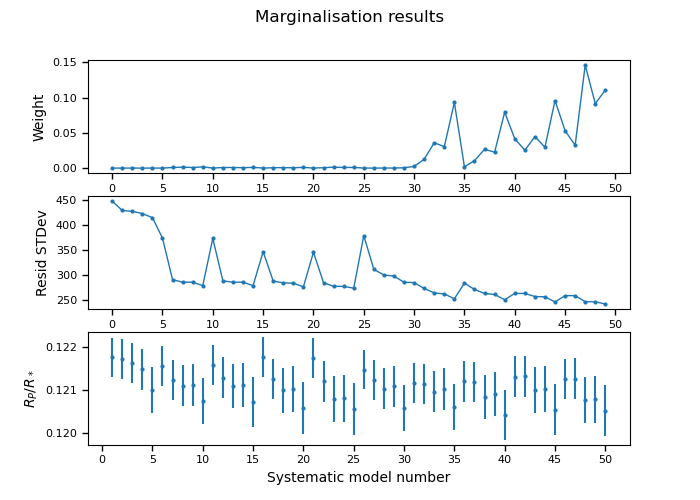 Marginalisation results
0.15
0.10
0.05
0.00
Weight
0 5 10 15 20 25 30 35 40 45 50
450
400
350
300
250
Resid STDev
0 5 10 15 20 25 30 35 40 45 50
0.122
0.121
0.120
R_P/R_*
0 5 10 15 20 25 30 35 40 45 50
Systematic model number